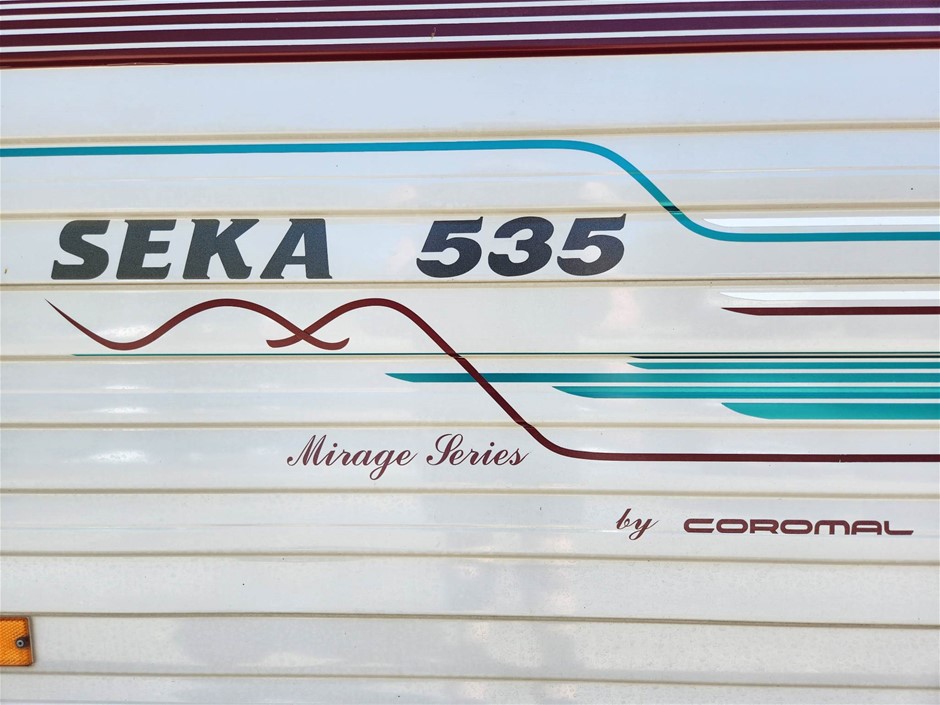 SEKA 535
Mirage Series
by COROMAL